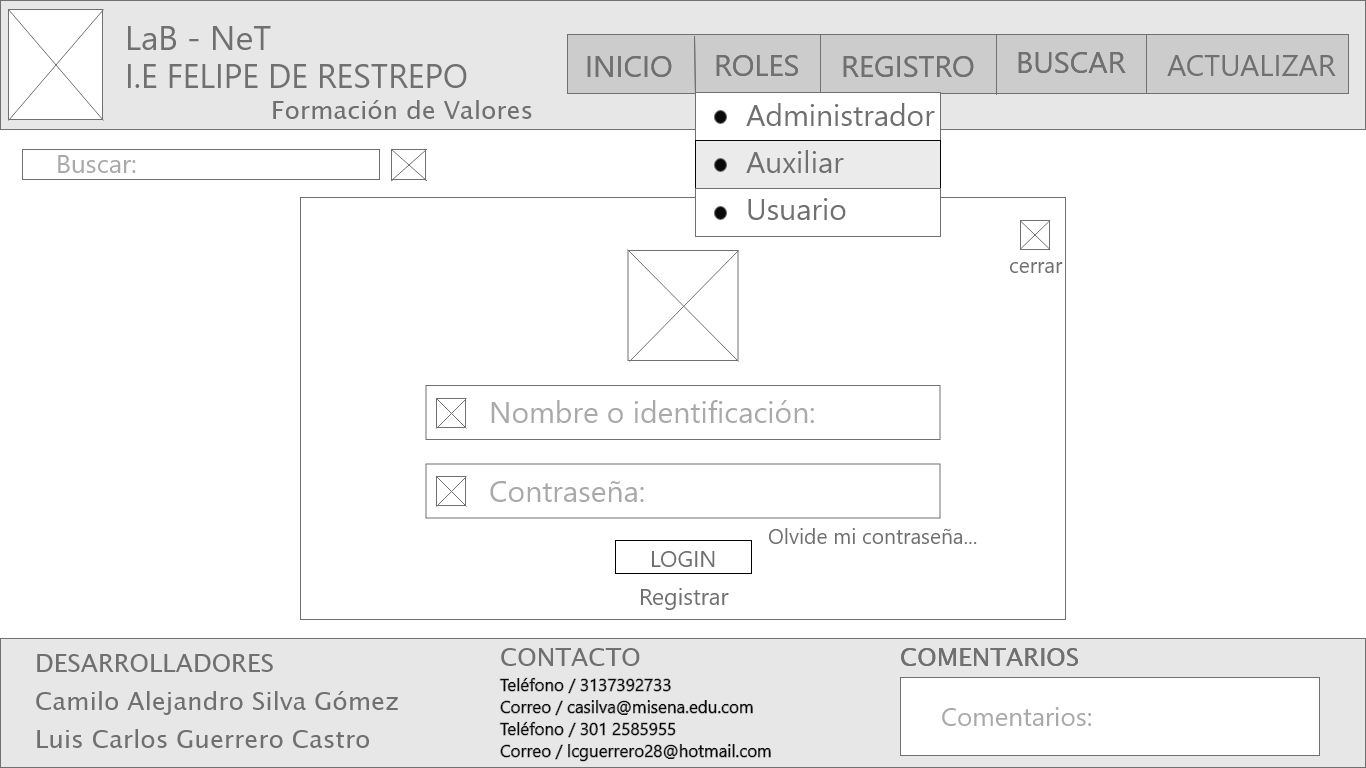 LaB - NeT
I.E FELIPE DE RESTREPO
Formación de Valores
INICIO
ROLES
REGISTRO
BUSCAR
ACTUALIZAR
Administrador
Auxiliar
Usuario
Buscar:
cerrar
Nombre o identificación:
Contraseña:
Olvide mi contraseña...
LOGIN
Registrar
DESARROLLADORES
Camilo Alejandro Silva Gómez
Luis Carlos Guerrero Castro
CONTACTO
Teléfono / 3137392733
Correo / casilva@misena.edu.com
Teléfono / 301 2585955
Correo / lcguerrero28@hotmail.com
COMENTARIOS
Comentarios: